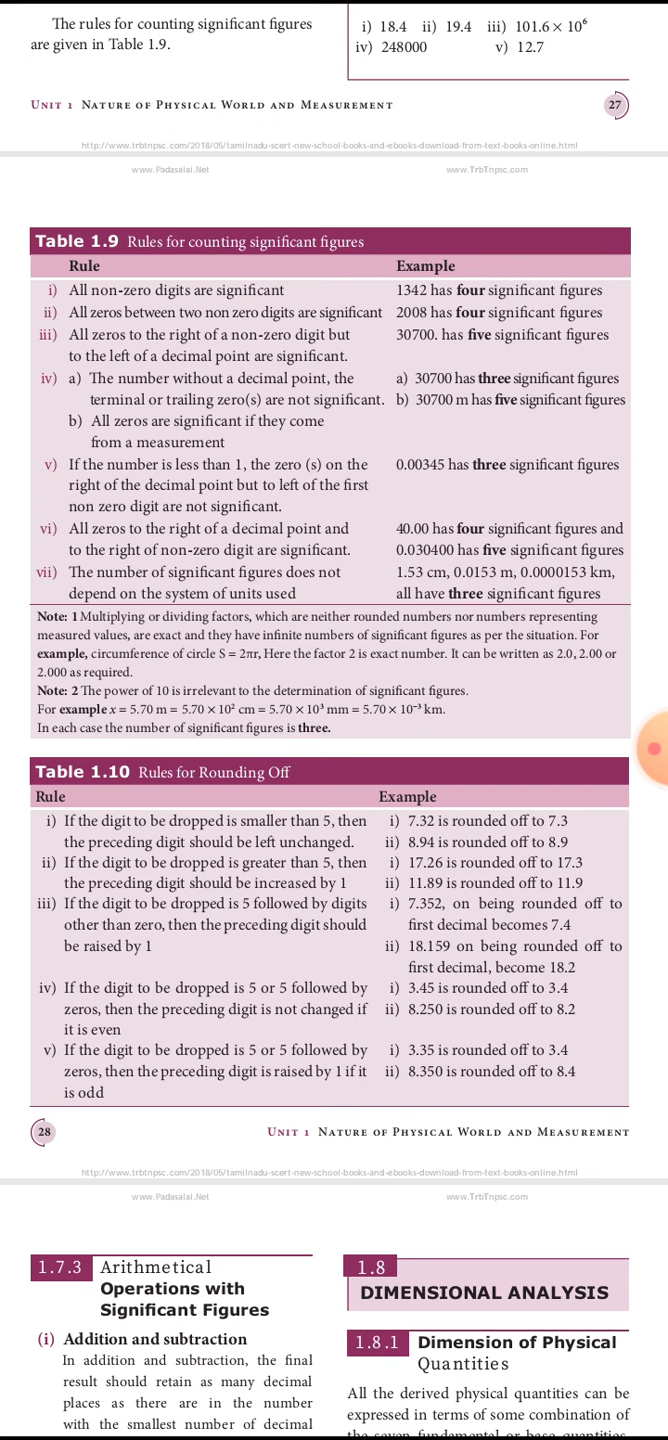 The rules for counting significant figures
are given in Table 1.9.
i) 18.4 ii) 19.4 iii) 101.6 × 10⁶
iv) 248000 v) 12.7
UNIT 1 NATURE OF PHYSICAL WORLD AND MEASUREMENT
27
http://www.trbtnpsc.com/2018/05/tamilnadu-scert-new-school-books-and-ebooks-download-from-text-books-online.html
www.Padasalai.Net www.TrbTnpsc.com
Table 1.9 Rules for counting significant figures
Rule Example
i) All non-zero digits are significant 1342 has four significant figures
ii) All zeros between two non zero digits are significant 2008 has four significant figures
iii) All zeros to the right of a non-zero digit but 30700. has five significant figures
to the left of a decimal point are significant.
iv) a) The number without a decimal point, the a) 30700 has three significant figures
terminal or trailing zero(s) are not significant. b) 30700 m has five significant figures
b) All zeros are significant if they come
from a measurement
v) If the number is less than 1, the zero (s) on the 0.00345 has three significant figures
right of the decimal point but to left of the first
non zero digit are not significant.
vi) All zeros to the right of a decimal point and 40.00 has four significant figures and
to the right of non-zero digit are significant. 0.030400 has five significant figures
vii) The number of significant figures does not 1.53 cm, 0.0153 m, 0.0000153 km,
depend on the system of units used all have three significant figures
Note: 1 Multiplying or dividing factors, which are neither rounded numbers nor numbers representing
measured values, are exact and they have infinite numbers of significant figures as per the situation. For
example, circumference of circle S = 2πr, Here the factor 2 is exact number. It can be written as 2.0, 2.00 or
2.000 as required.
Note: 2 The power of 10 is irrelevant to the determination of significant figures.
For example x = 5.70 m = 5.70 × 10² cm = 5.70 × 10³ mm = 5.70 × 10⁻³ km.
In each case the number of significant figures is three.
Table 1.10 Rules for Rounding Off
Rule Example
i) If the digit to be dropped is smaller than 5, then i) 7.32 is rounded off to 7.3
the preceding digit should be left unchanged. ii) 8.94 is rounded off to 8.9
ii) If the digit to be dropped is greater than 5, then i) 17.26 is rounded off to 17.3
the preceding digit should be increased by 1 ii) 11.89 is rounded off to 11.9
iii) If the digit to be dropped is 5 followed by digits i) 7.352, on being rounded off to
other than zero, then the preceding digit should first decimal becomes 7.4
be raised by 1 ii) 18.159 on being rounded off to
first decimal, become 18.2
iv) If the digit to be dropped is 5 or 5 followed by i) 3.45 is rounded off to 3.4
zeros, then the preceding digit is not changed if ii) 8.250 is rounded off to 8.2
it is even
v) If the digit to be dropped is 5 or 5 followed by i) 3.35 is rounded off to 3.4
zeros, then the preceding digit is raised by 1 if it ii) 8.350 is rounded off to 8.4
is odd
28
UNIT 1 NATURE OF PHYSICAL WORLD AND MEASUREMENT
http://www.trbtnpsc.com/2018/05/tamilnadu-scert-new-school-books-and-ebooks-download-from-text-books-online.html
www.Padasalai.Net www.TrbTnpsc.com
1.7.3 Arithmetical
Operations with
Significant Figures
(i) Addition and subtraction
In addition and subtraction, the final
result should retain as many decimal
places as there are in the number
with the smallest number of decimal
1.8
DIMENSIONAL ANALYSIS
1.8.1 Dimension of Physical
Quantities
All the derived physical quantities can be
expressed in terms of some combination of
the seven fundamental or base quantities.